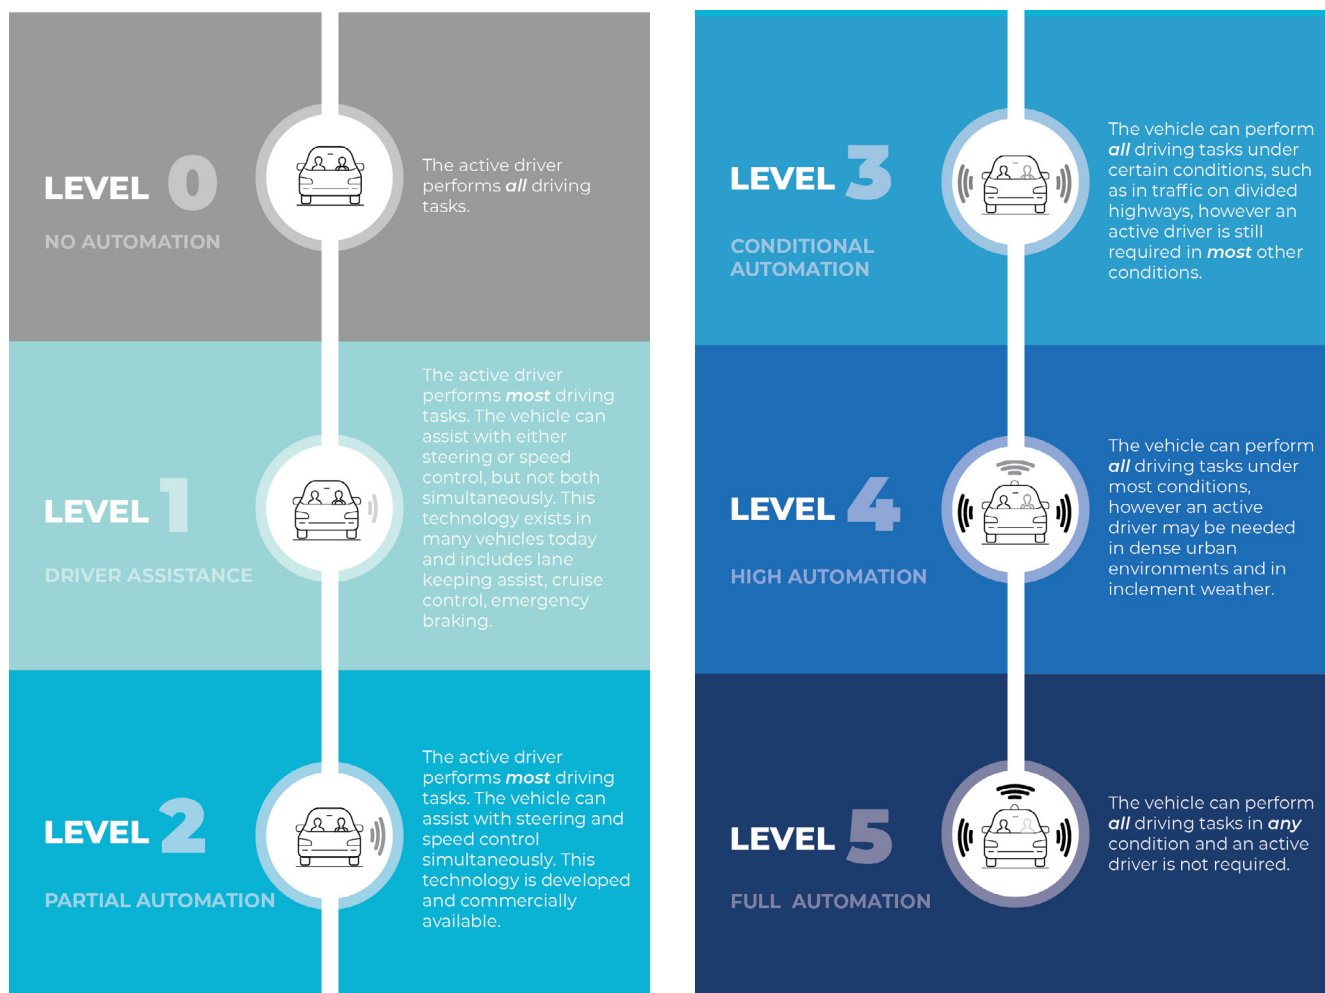 LEVEL 0
NO AUTOMATION
The active driver
performs all driving
tasks.
LEVEL 1
DRIVER ASSISTANCE
The active driver
performs most driving
tasks. The vehicle can
assist with either
steering or speed
control, but not both
simultaneously. This
technology exists in
many vehicles today
and includes lane
keeping assist, cruise
control, emergency
braking.
LEVEL 2
PARTIAL AUTOMATION
The active driver
performs most driving
tasks. The vehicle can
assist with steering and
speed control
simultaneously. This
technology is developed
and commercially
available.
LEVEL 3
CONDITIONAL
AUTOMATION
The vehicle can perform
all driving tasks under
certain conditions, such
as in traffic on divided
highways, however an
active driver is still
required in most other
conditions.
LEVEL 4
HIGH AUTOMATION
The vehicle can perform
all driving tasks under
most conditions,
however an active
driver may be needed
in dense urban
environments and in
inclement weather.
LEVEL 5
FULL AUTOMATION
The vehicle can perform
all driving tasks in any
condition and an active
driver is not required.